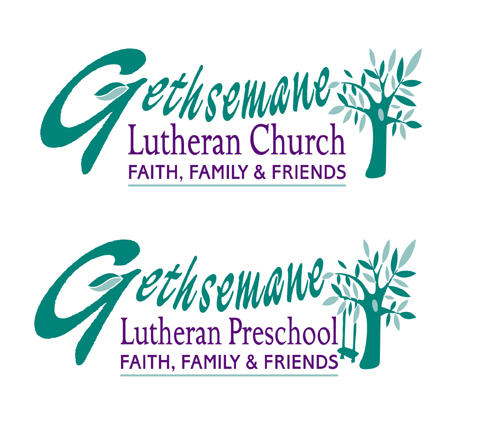 Gethsemane
Lutheran Church
FAITH, FAMILY & FRIENDS
Gethsemane
Lutheran Preschool
FAITH, FAMILY & FRIENDS